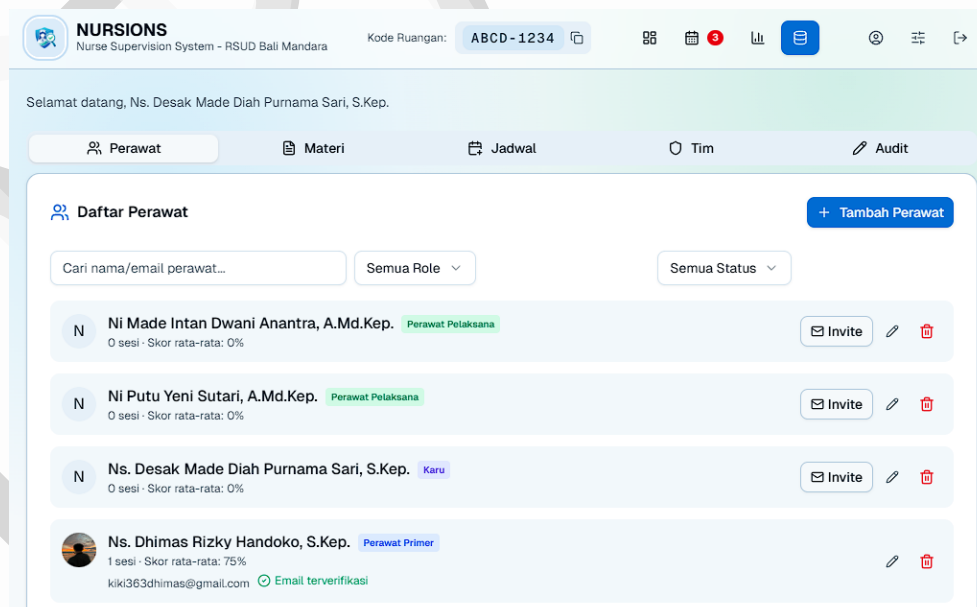 NURSIONS
Nurse Supervision System - RSUD Bali Mandara
Kode Ruangan:
ABCD-1234
3
Selamat datang, Ns. Desak Made Diah Purnama Sari, S.Kep.
Perawat
Materi
Jadwal
Tim
Audit
Daftar Perawat
+ Tambah Perawat
Cari nama/email perawat...
Semua Role
Semua Status
N
Ni Made Intan Dwani Anantra, A.Md.Kep.
Perawat Pelaksana
0 sesi · Skor rata-rata: 0%
Invite
N
Ni Putu Yeni Sutari, A.Md.Kep.
Perawat Pelaksana
0 sesi · Skor rata-rata: 0%
Invite
N
Ns. Desak Made Diah Purnama Sari, S.Kep.
Karu
0 sesi · Skor rata-rata: 0%
Invite
Ns. Dhimas Rizky Handoko, S.Kep.
Perawat Primer
1 sesi · Skor rata-rata: 75%
kiki363dhimas@gmail.com
Email terverifikasi